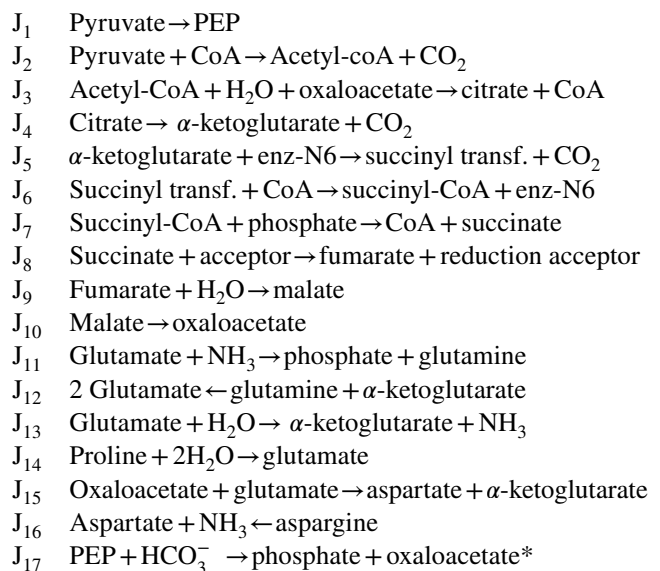 J₁ Pyruvate→PEP
J₂ Pyruvate+CoA→Acetyl-coA+CO₂
J₃ Acetyl-CoA+H₂O+oxaloacetate→citrate+CoA
J₄ Citrate→ α-ketoglutarate+CO₂
J₅ α-ketoglutarate+enz-N6→succinyl transf.+CO₂
J₆ Succinyl transf.+CoA→succinyl-CoA+enz-N6
J₇ Succinyl-CoA+phosphate→CoA+succinate
J₈ Succinate+acceptor→fumarate+reduction acceptor
J₉ Fumarate+H₂O→malate
J₁₀ Malate→oxaloacetate
J₁₁ Glutamate+NH₃→phosphate+glutamine
J₁₂ 2 Glutamate←glutamine+α-ketoglutarate
J₁₃ Glutamate+H₂O→ α-ketoglutarate+NH₃
J₁₄ Proline+2H₂O→glutamate
J₁₅ Oxaloacetate+glutamate→aspartate+α-ketoglutarate
J₁₆ Aspartate+NH₃←aspargine
J₁₇ PEP+HCO₃⁻ →phosphate+oxaloacetate*